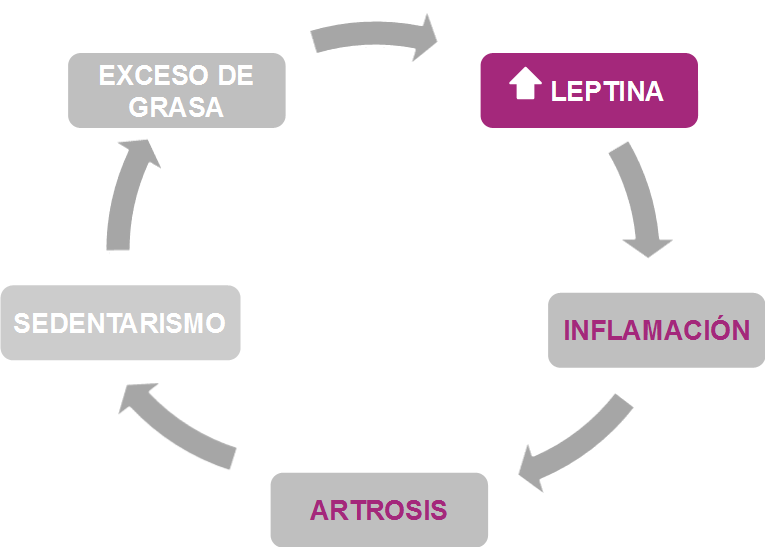 EXCESO DE
GRASA
LEPTINA
INFLAMACIÓN
ARTROSIS
SEDENTARISMO